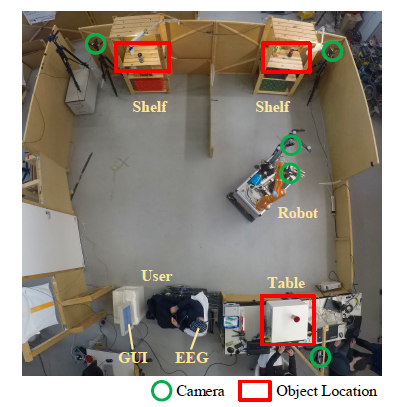 Shelf Shelf
Robot
User Table
GUI EEG
Camera Object Location